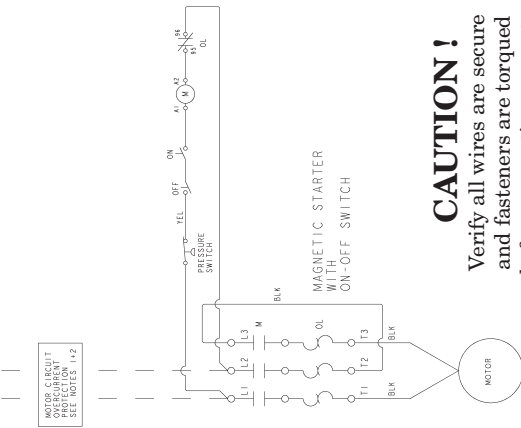 MOTOR CIRCUIT
OVERCURRENT
PROTECTION
SEE NOTES 1+2
PRESSURE
SWITCH
YEL
OFF
ON
A1
M
A2
95
96
OL
L1
L2
L3
M
OL
T1
T2
T3
BLK
BLK
BLK
MAGNETIC STARTER
WITH
ON-OFF SWITCH
MOTOR
CAUTION !
Verify all wires are secure
and fasteners are torqued